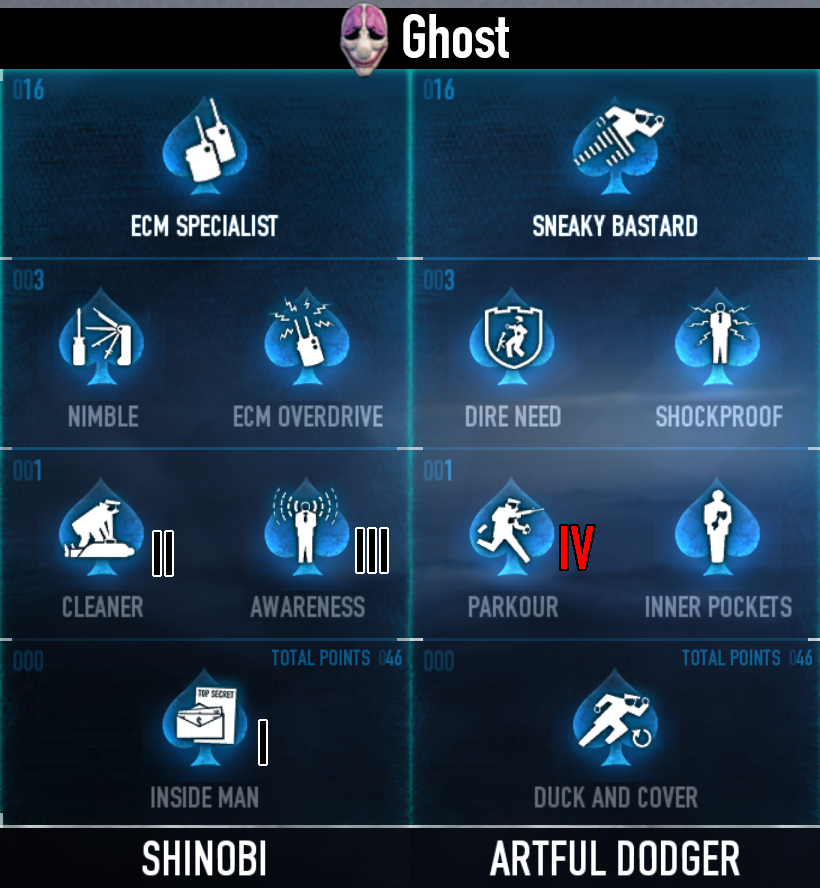 Ghost
016
ECM SPECIALIST
016
SNEAKY BASTARD
003
NIMBLE
ECM OVERDRIVE
003
DIRE NEED
SHOCKPROOF
001
II
CLEANER
III
AWARENESS
001
IV
PARKOUR
INNER POCKETS
000
TOTAL POINTS 046
TOP SECRET
$
I
INSIDE MAN
000
TOTAL POINTS 046
DUCK AND COVER
SHINOBI
ARTFUL DODGER